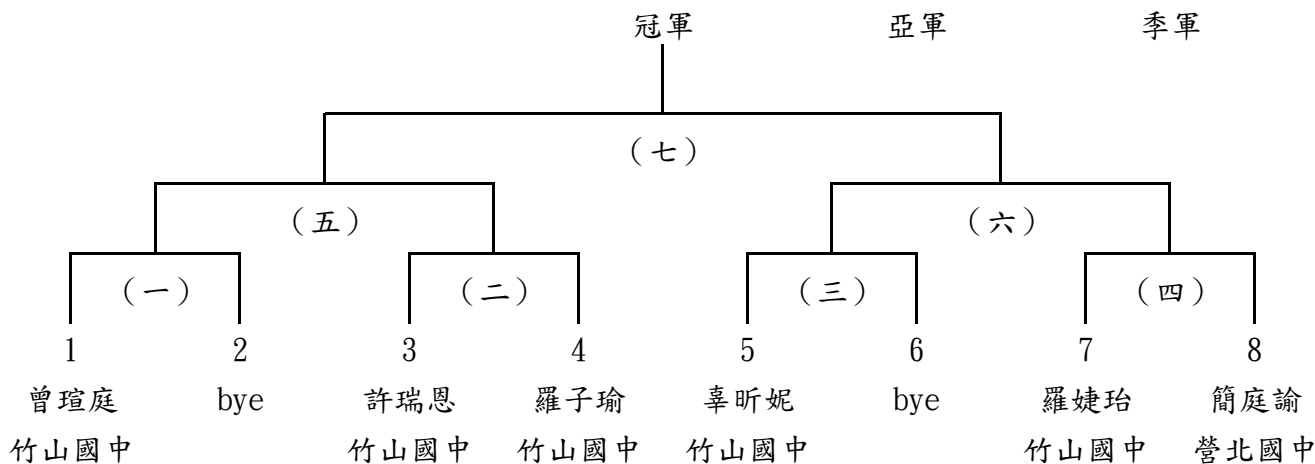 冠軍 亞軍 季軍
（七）
（五） （六）
（一） （二） （三） （四）
1 2 3 4 5 6 7 8
曾瑄庭 bye 許瑞恩 羅子瑜 辜昕妮 bye 羅婕珆 簡庭諭
竹山國中 竹山國中 竹山國中 竹山國中 竹山國中 營北國中